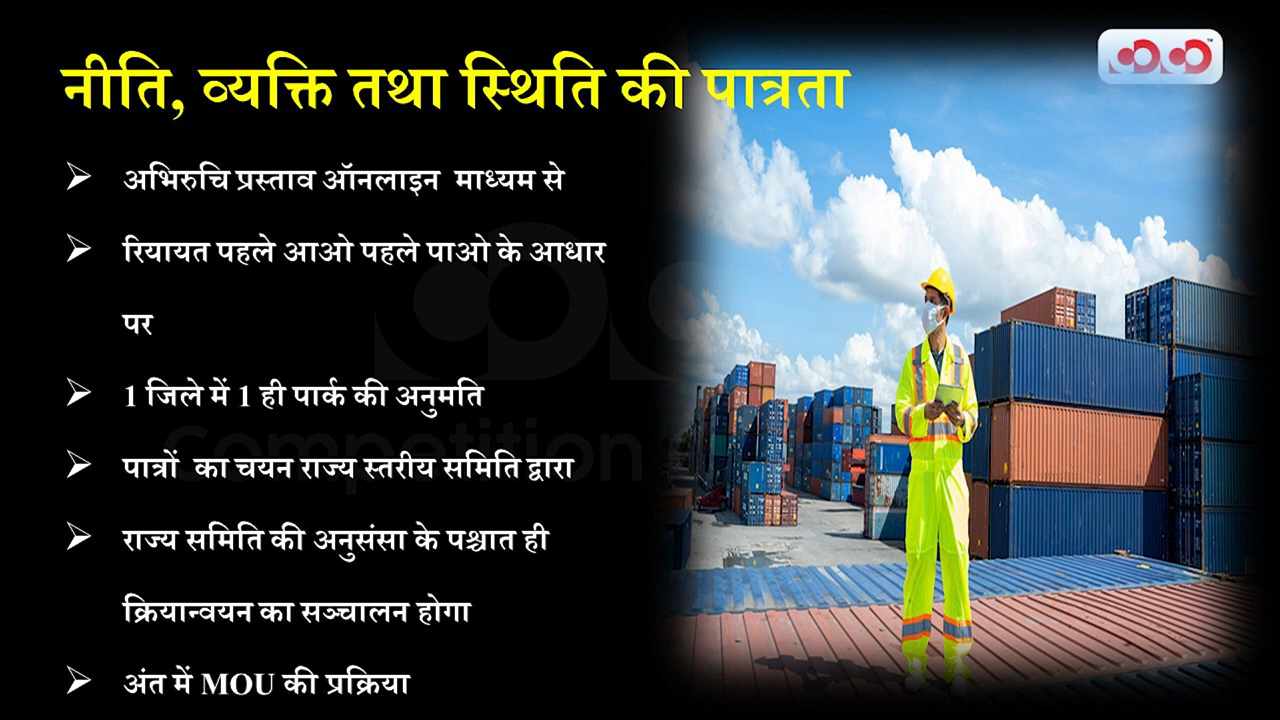 नीति, व्यक्ति तथा स्थिति की पात्रता
➢ अभिरुचि प्रस्ताव ऑनलाइन माध्यम से
➢ रियायत पहले आओ पहले पाओ के आधार
पर
➢ 1 जिले में 1 ही पार्क की अनुमति
➢ पात्रों का चयन राज्य स्तरीय समिति द्वारा
➢ राज्य समिति की अनुसंसा के पश्चात ही
क्रियान्वयन का सञ्चालन होगा
➢ अंत में MOU की प्रक्रिया
Competition